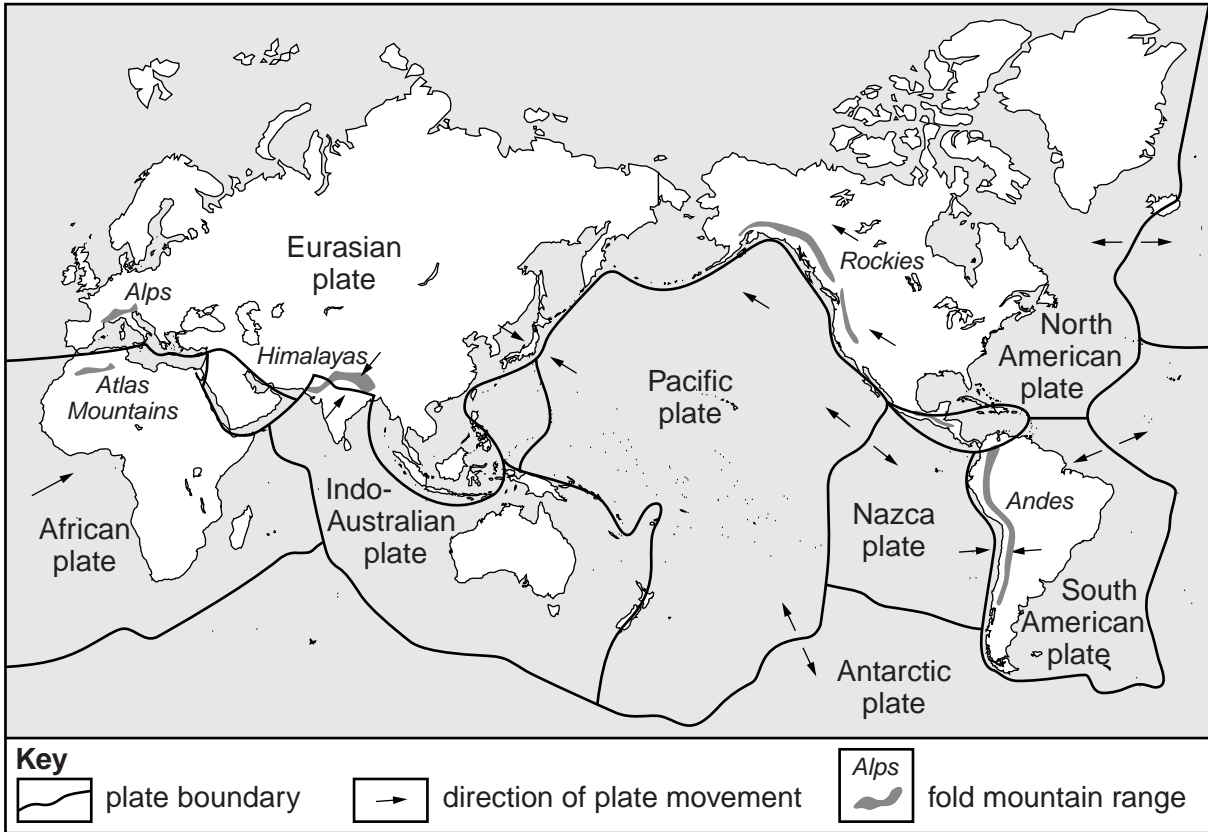 Eurasian
plate
Alps
Himalayas
Atlas
Mountains
African
plate
Indo-
Australian
plate
Pacific
plate
Rockies
North
American
plate
Nazca
plate
Andes
South
American
plate
Antarctic
plate
Key
plate boundary
direction of plate movement
Alps
fold mountain range